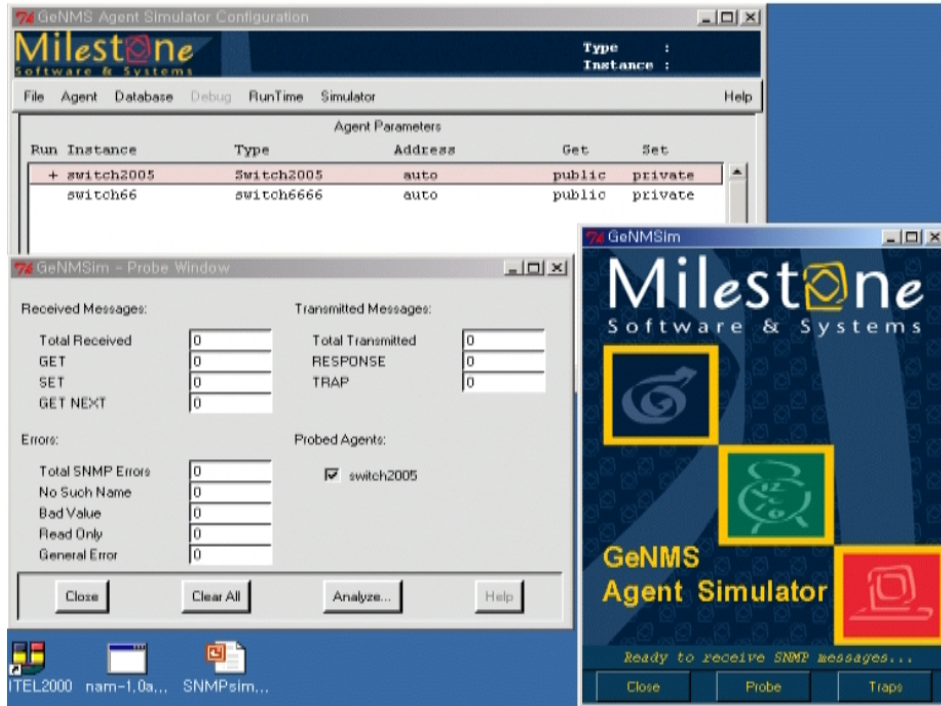 GeNMS Agent Simulator Configuration
Milestone
Software & Systems
Type :
Instance :
File Agent Database Debug RunTime Simulator Help
Agent Parameters
Run Instance Type Address Get Set
+ switch2005 Switch2005 auto public private
switch66 switch6666 auto public private
GeNMSim - Probe Window
Received Messages: Transmitted Messages:
Total Received 0 Total Transmitted 0
GET 0 RESPONSE 0
SET 0 TRAP 0
GET NEXT 0
Errors: Probed Agents:
Total SNMP Errors 0 switch2005
No Such Name 0
Bad Value 0
Read Only 0
General Error 0
Close Clear All Analyze... Help
GeNMSim
Milestone
Software & Systems
GeNMS
Agent Simulator
Ready to receive SNMP messages...
Close Probe Traps
ITEL2000 nam-1,0a... SNMPsim...